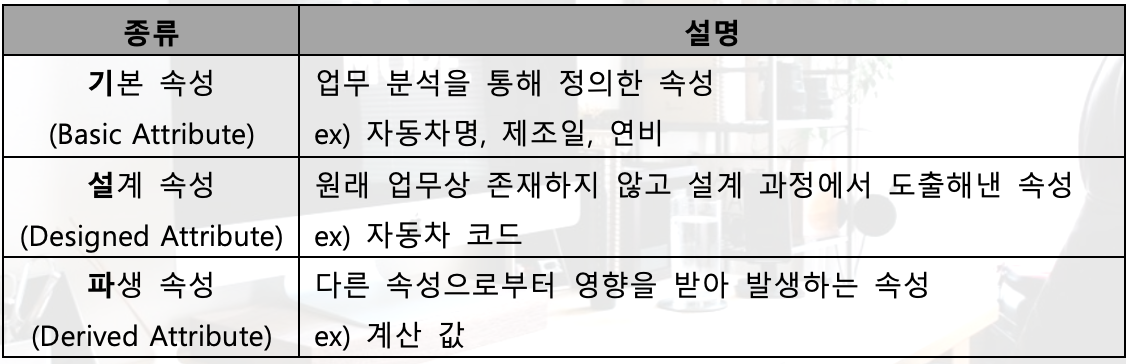 종류 설명
기본 속성
(Basic Attribute)
업무 분석을 통해 정의한 속성
ex) 자동차명, 제조일, 연비
설계 속성
(Designed Attribute)
원래 업무상 존재하지 않고 설계 과정에서 도출해낸 속성
ex) 자동차 코드
파생 속성
(Derived Attribute)
다른 속성으로부터 영향을 받아 발생하는 속성
ex) 계산 값